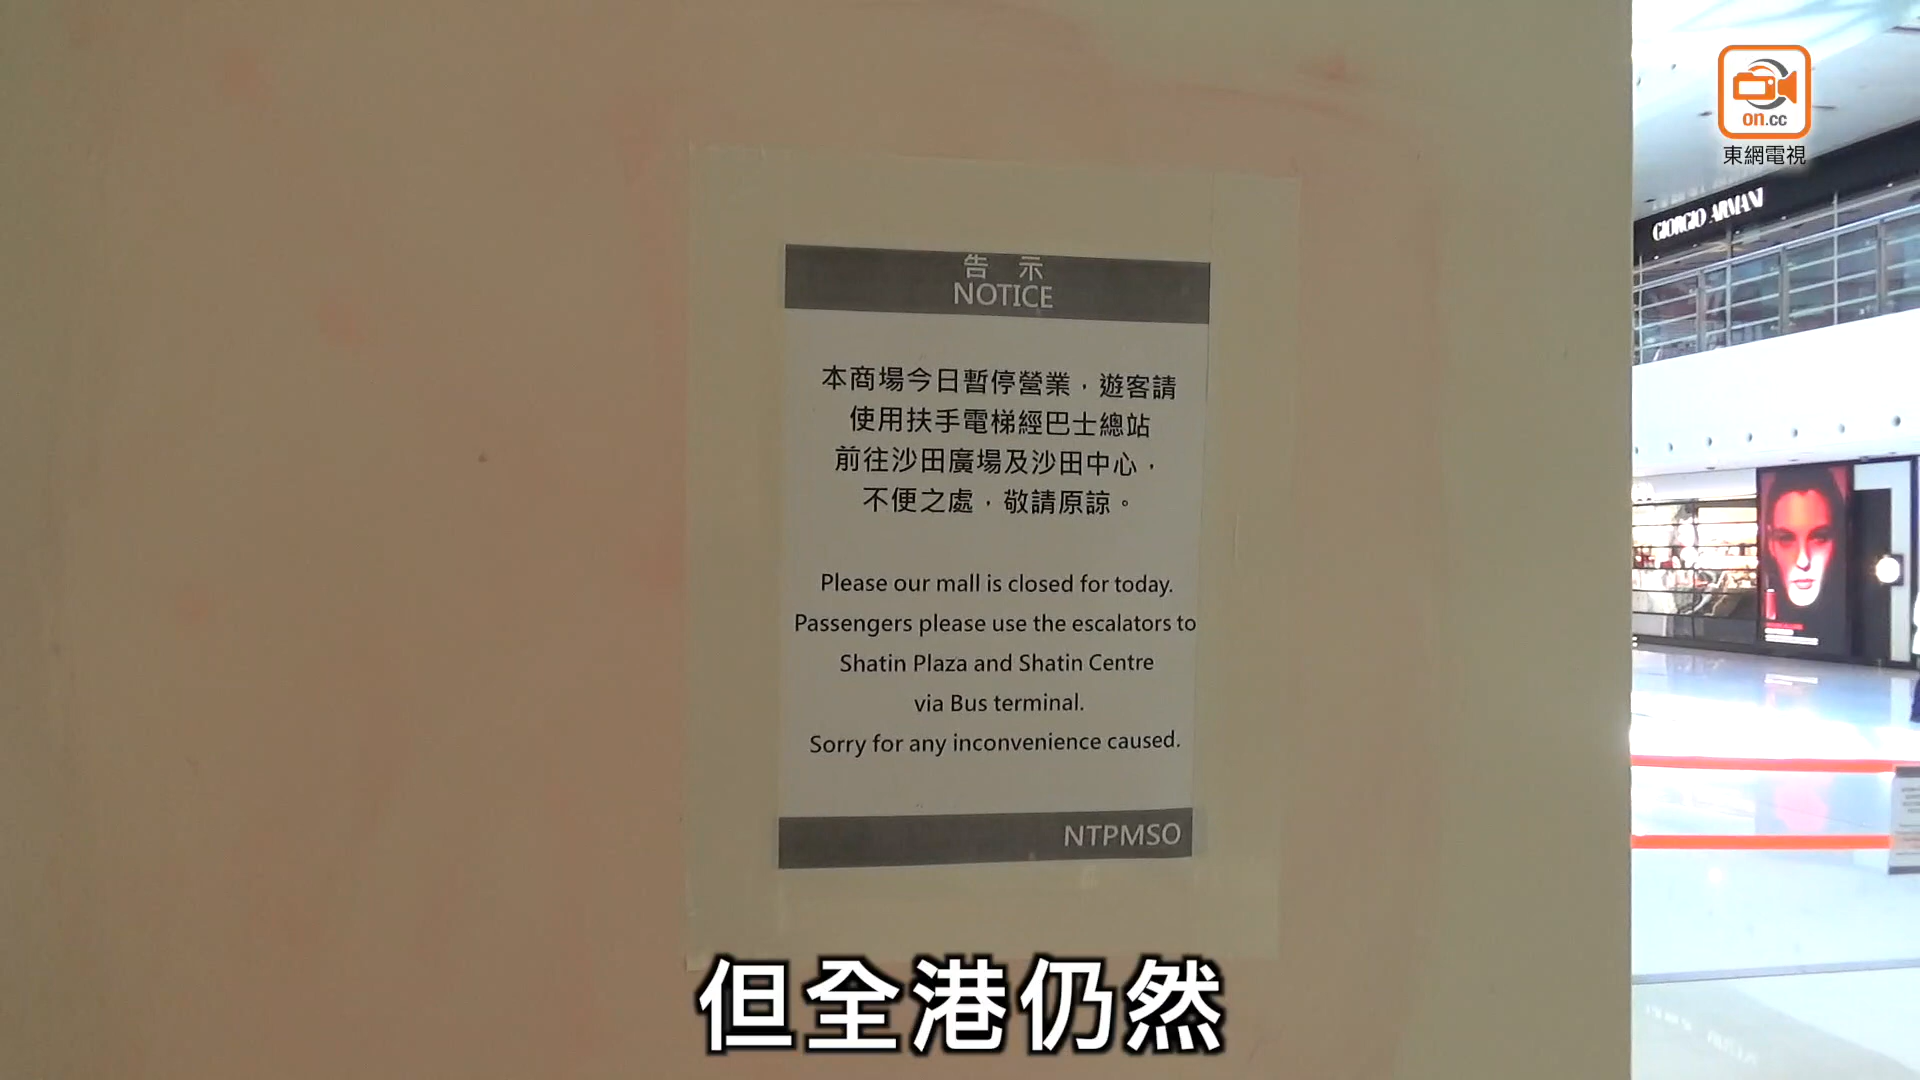 on.cc
東網電視
GIORGIO ARMANI
告 示
NOTICE
本商場今日暫停營業，遊客請
使用扶手電梯經巴士總站
前往沙田廣場及沙田中心，
不便之處，敬請原諒。
Please our mall is closed for today.
Passengers please use the escalators to
Shatin Plaza and Shatin Centre
via Bus terminal.
Sorry for any inconvenience caused.
NTPMSO
但全港仍然